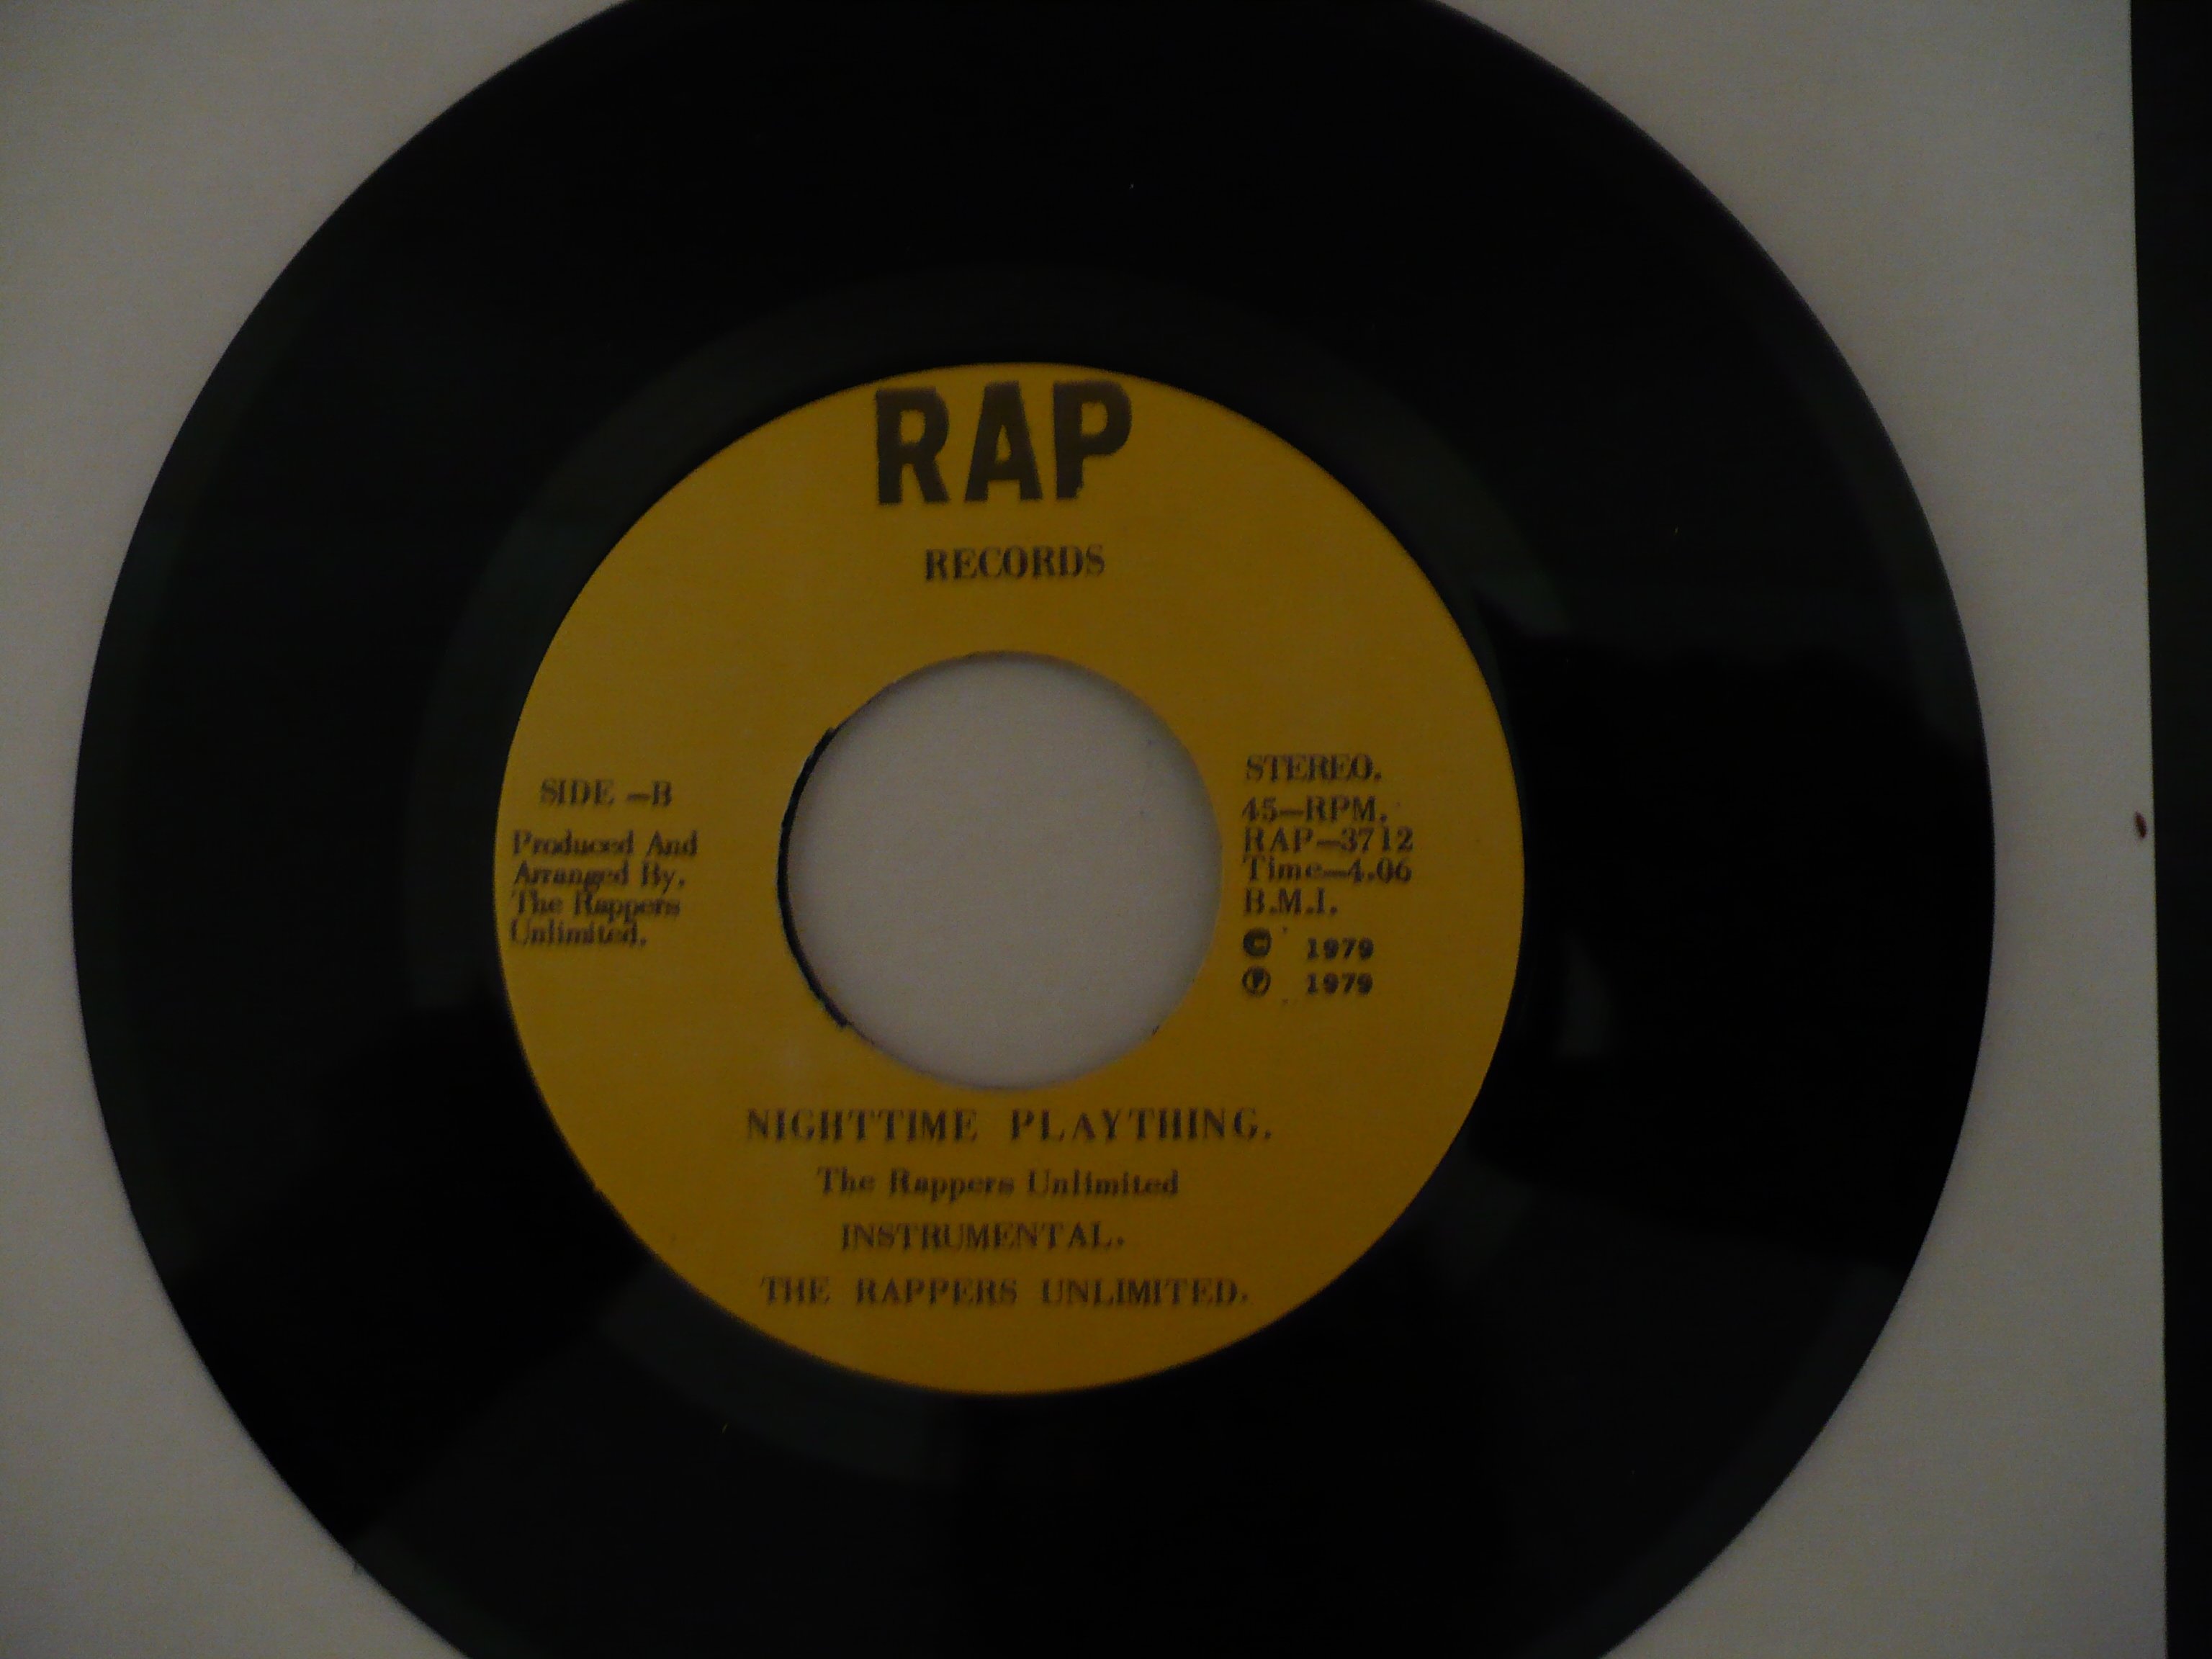 RAP
RECORDS
SIDE -B
Produced And
Arranged By.
The Rappers
Unlimited.
STEREO.
45-RPM.
RAP-3712
Time-4.06
B.M.I.
© 1979
℗ 1979
NIGHTTIME PLAYTHING.
The Rappers Unlimited
INSTRUMENTAL.
THE RAPPERS UNLIMITED.